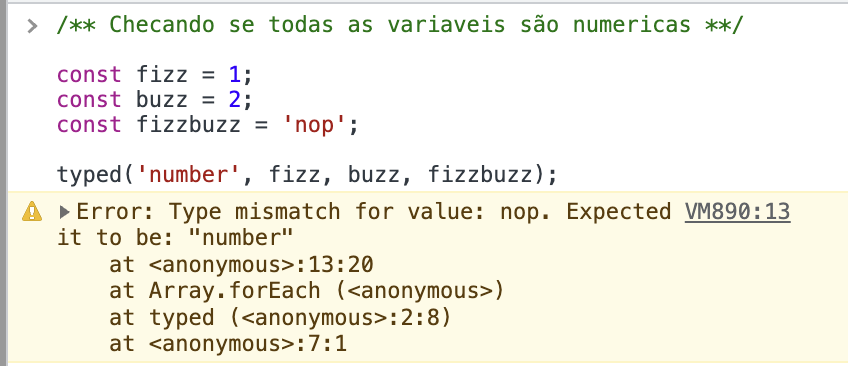 > /** Checando se todas as variaveis são numericas **/
const fizz = 1;
const buzz = 2;
const fizzbuzz = 'nop';
typed('number', fizz, buzz, fizzbuzz);
▶Error: Type mismatch for value: nop. Expected VM890:13
it to be: "number"
at <anonymous>:13:20
at Array.forEach (<anonymous>)
at typed (<anonymous>:2:8)
at <anonymous>:7:1